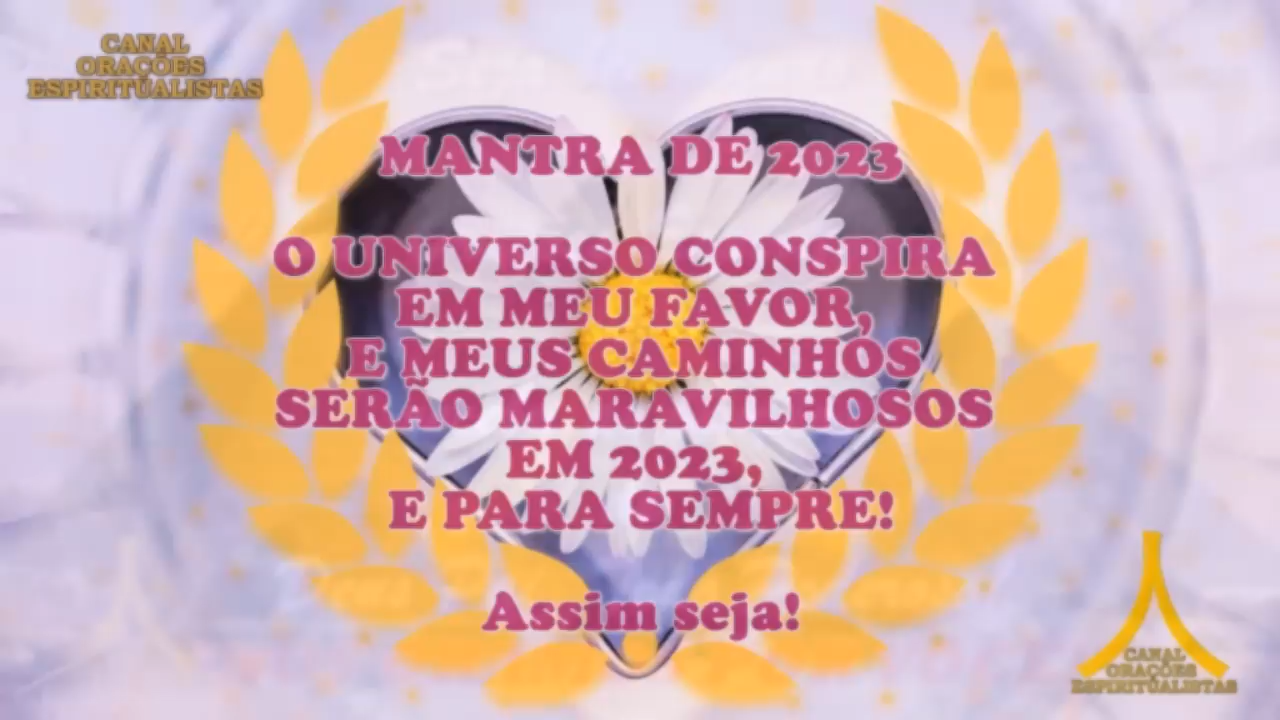 CANAL
ORAÇÕES
ESPIRITUALISTAS
MANTRA DE 2023
O UNIVERSO CONSPIRA
EM MEU FAVOR,
E MEUS CAMINHOS
SERÃO MARAVILHOSOS
EM 2023,
E PARA SEMPRE!
Assim seja!
CANAL
ORAÇÕES
ESPIRITUALISTAS